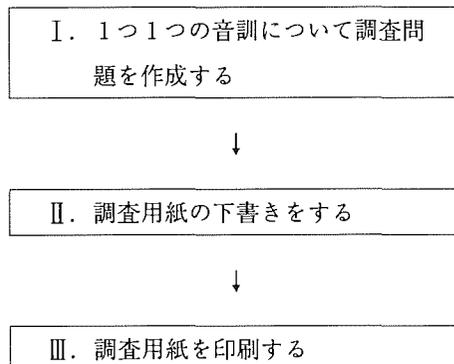 Ⅰ．１つ１つの音訓について調査問
題を作成する
↓
Ⅱ．調査用紙の下書きをする
↓
Ⅲ．調査用紙を印刷する